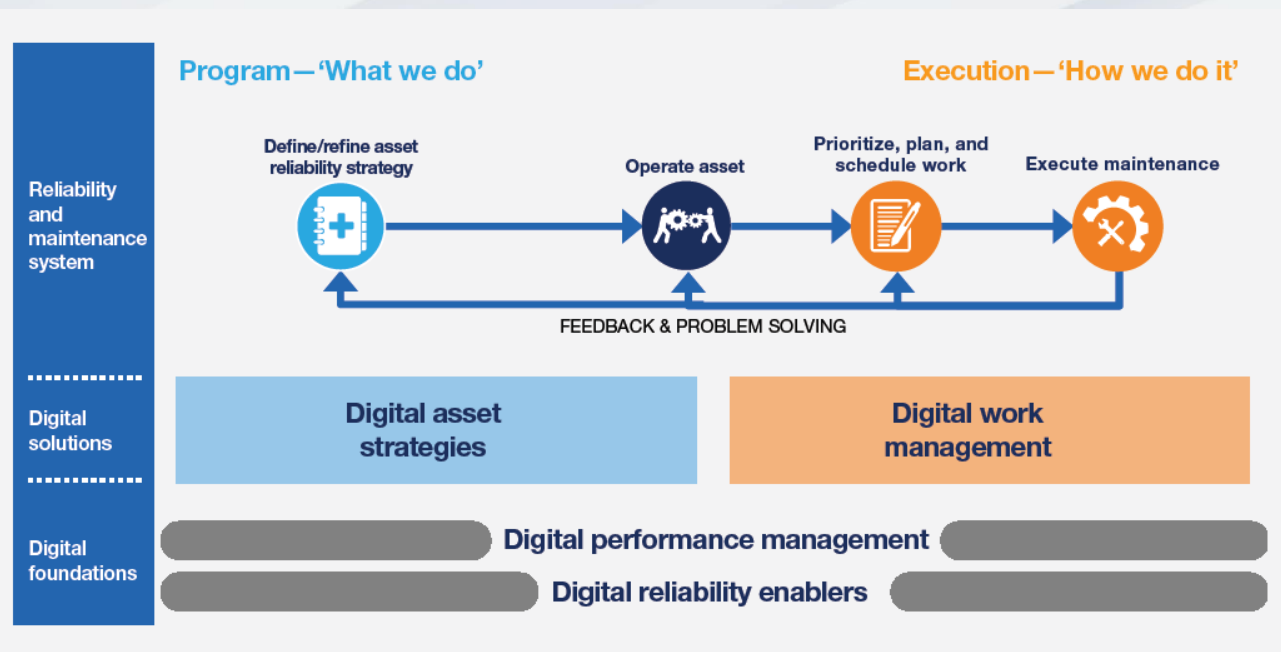 Program—‘What we do’
Execution—‘How we do it’
Reliability
and
maintenance
system
Define/refine asset
reliability strategy
Operate asset
Prioritize, plan, and
schedule work
Execute maintenance
FEEDBACK & PROBLEM SOLVING
Digital
solutions
Digital asset
strategies
Digital work
management
Digital
foundations
Digital performance management
Digital reliability enablers